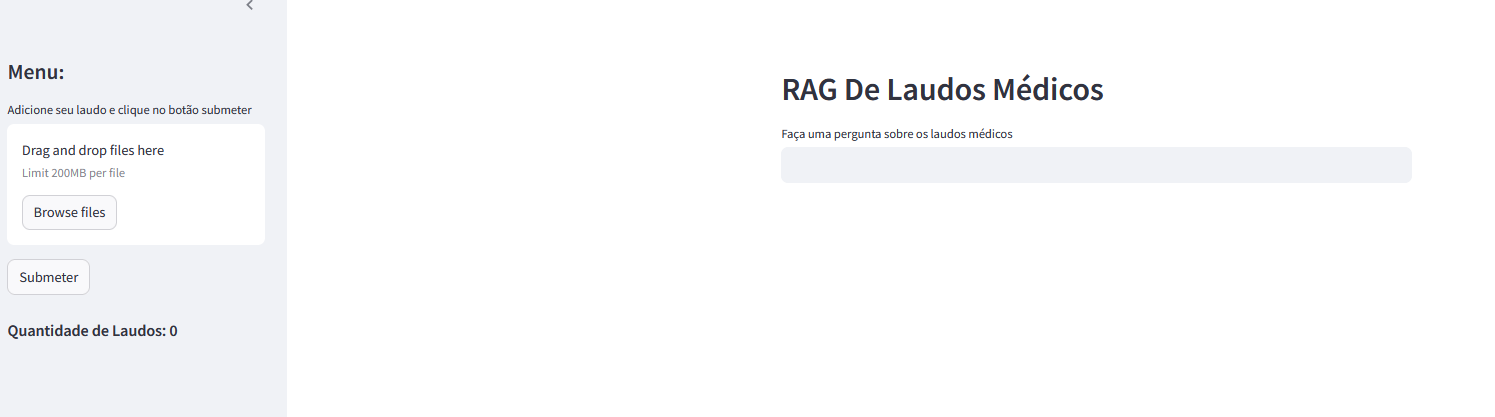 Menu:
Adicione seu laudo e clique no botão submeter
Drag and drop files here
Limit 200MB per file
Browse files
Submeter
Quantidade de Laudos: 0
RAG De Laudos Médicos
Faça uma pergunta sobre os laudos médicos